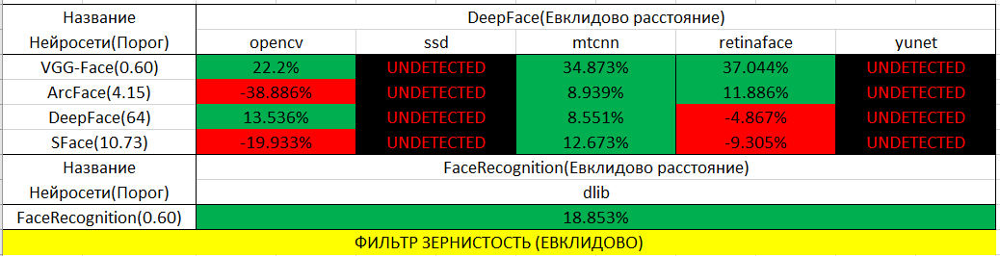 Название DeepFace(Евклидово расстояние)
Нейросети(Порог) opencv ssd mtcnn retinaface yunet
VGG-Face(0.60) 22.2% UNDETECTED 34.873% 37.044% UNDETECTED
ArcFace(4.15) -38.886% UNDETECTED 8.939% 11.886% UNDETECTED
DeepFace(64) 13.536% UNDETECTED 8.551% -4.867% UNDETECTED
SFace(10.73) -19.933% UNDETECTED 12.673% -9.305% UNDETECTED
Название FaceRecognition(Евклидово расстояние)
Нейросети(Порог) dlib
FaceRecognition(0.60) 18.853%
ФИЛЬТР ЗЕРНИСТОСТЬ (ЕВКЛИДОВО)